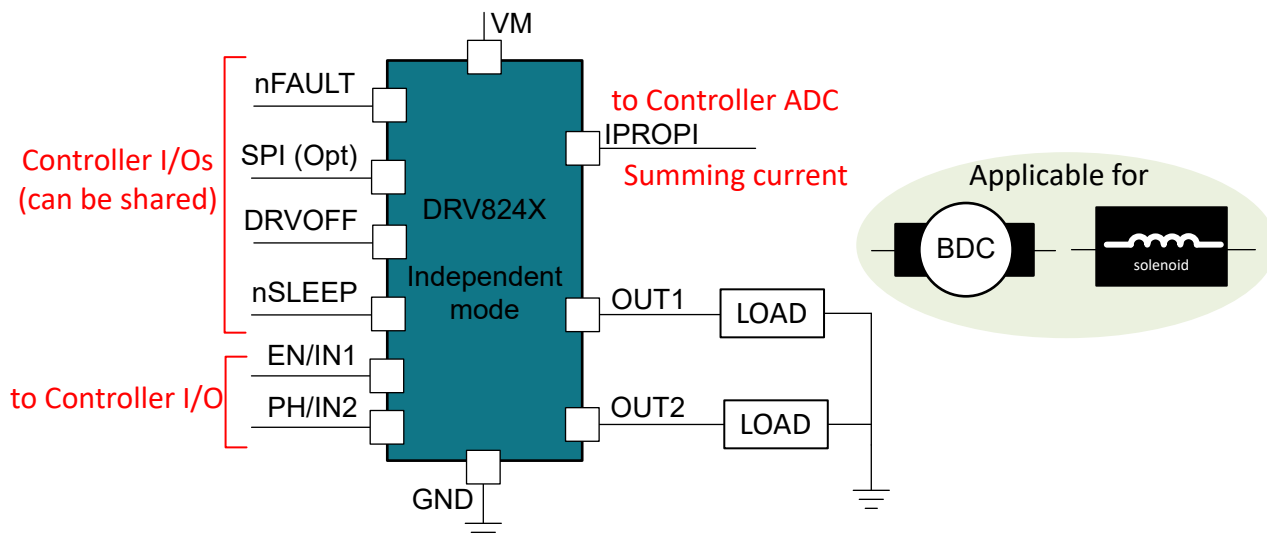 VM
nFAULT
SPI (Opt)
DRVOFF
nSLEEP
Controller I/Os
(can be shared)
EN/IN1
PH/IN2
to Controller I/O
DRV824X
Independent
mode
GND
to Controller ADC
IPROPI
Summing current
OUT1
LOAD
OUT2
LOAD
Applicable for
BDC
solenoid